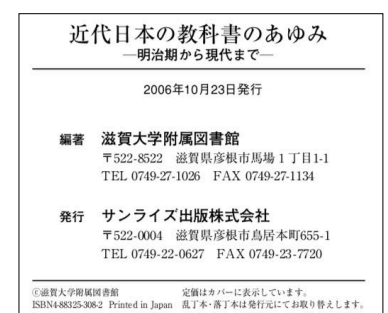 近代日本の教科書のあゆみ
―明治期から現代まで―
2006年10月23日発行
編著 滋賀大学附属図書館
〒522-8522 滋賀県彦根市馬場1丁目1-1
TEL 0749-27-1026 FAX 0749-27-1134
発行 サンライズ出版株式会社
〒522-0004 滋賀県彦根市鳥居本町655-1
TEL 0749-22-0627 FAX 0749-23-7720
©滋賀大学附属図書館 定価はカバーに表示しています。
ISBN4-88325-308-2 Printed in Japan 乱丁本・落丁本は発行元にてお取り替えします。